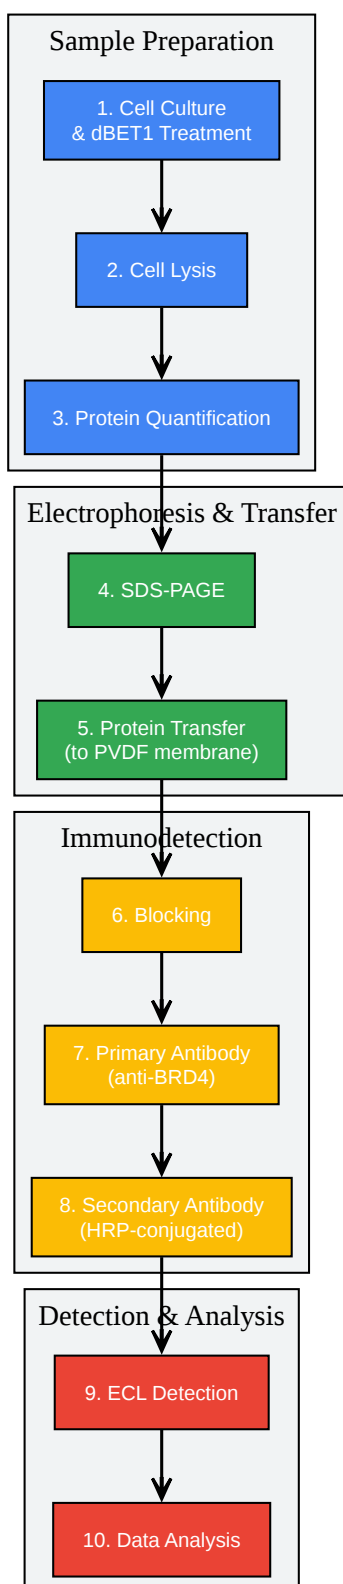 Sample Preparation
1. Cell Culture
& dBET1 Treatment
2. Cell Lysis
3. Protein Quantification
Electrophoresis & Transfer
4. SDS-PAGE
5. Protein Transfer
(to PVDF membrane)
Immunodetection
6. Blocking
7. Primary Antibody
(anti-BRD4)
8. Secondary Antibody
(HRP-conjugated)
Detection & Analysis
9. ECL Detection
10. Data Analysis